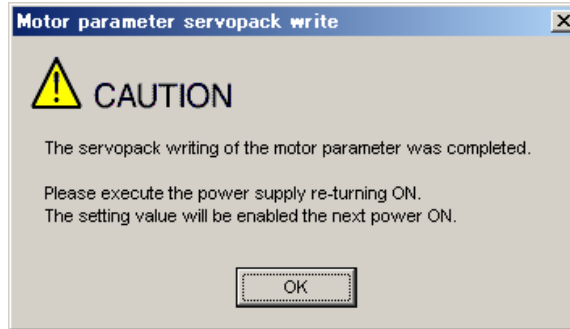 Motor parameter servopack write
CAUTION
The servopack writing of the motor parameter was completed.
Please execute the power supply re-turning ON.
The setting value will be enabled the next power ON.
OK